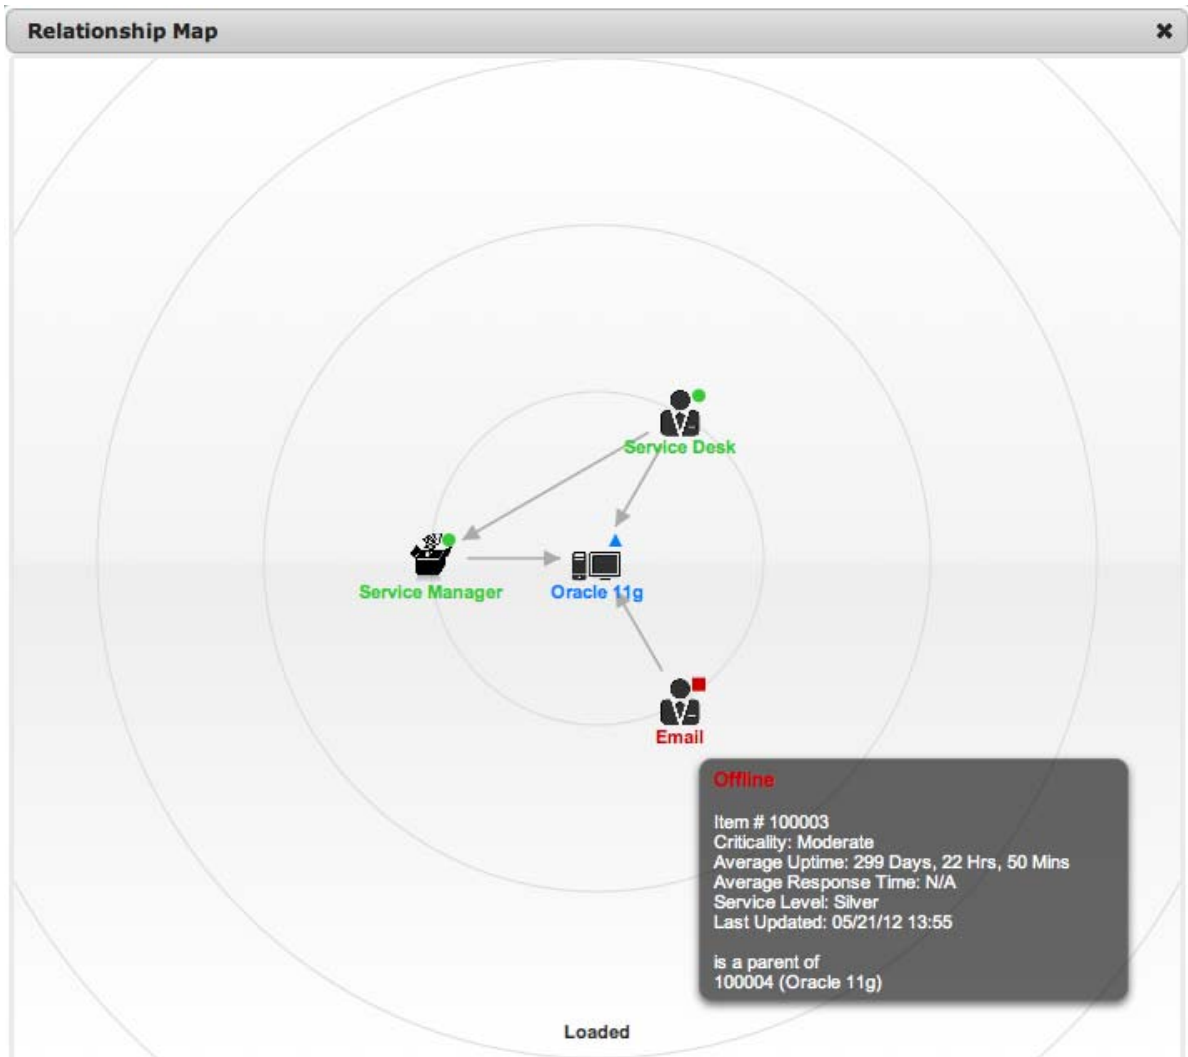 Relationship Map
Service Desk
Service Manager
Oracle 11g
Email
Offline
Item # 100003
Criticality: Moderate
Average Uptime: 299 Days, 22 Hrs, 50 Mins
Average Response Time: N/A
Service Level: Silver
Last Updated: 05/21/12 13:55
is a parent of
100004 (Oracle 11g)
Loaded